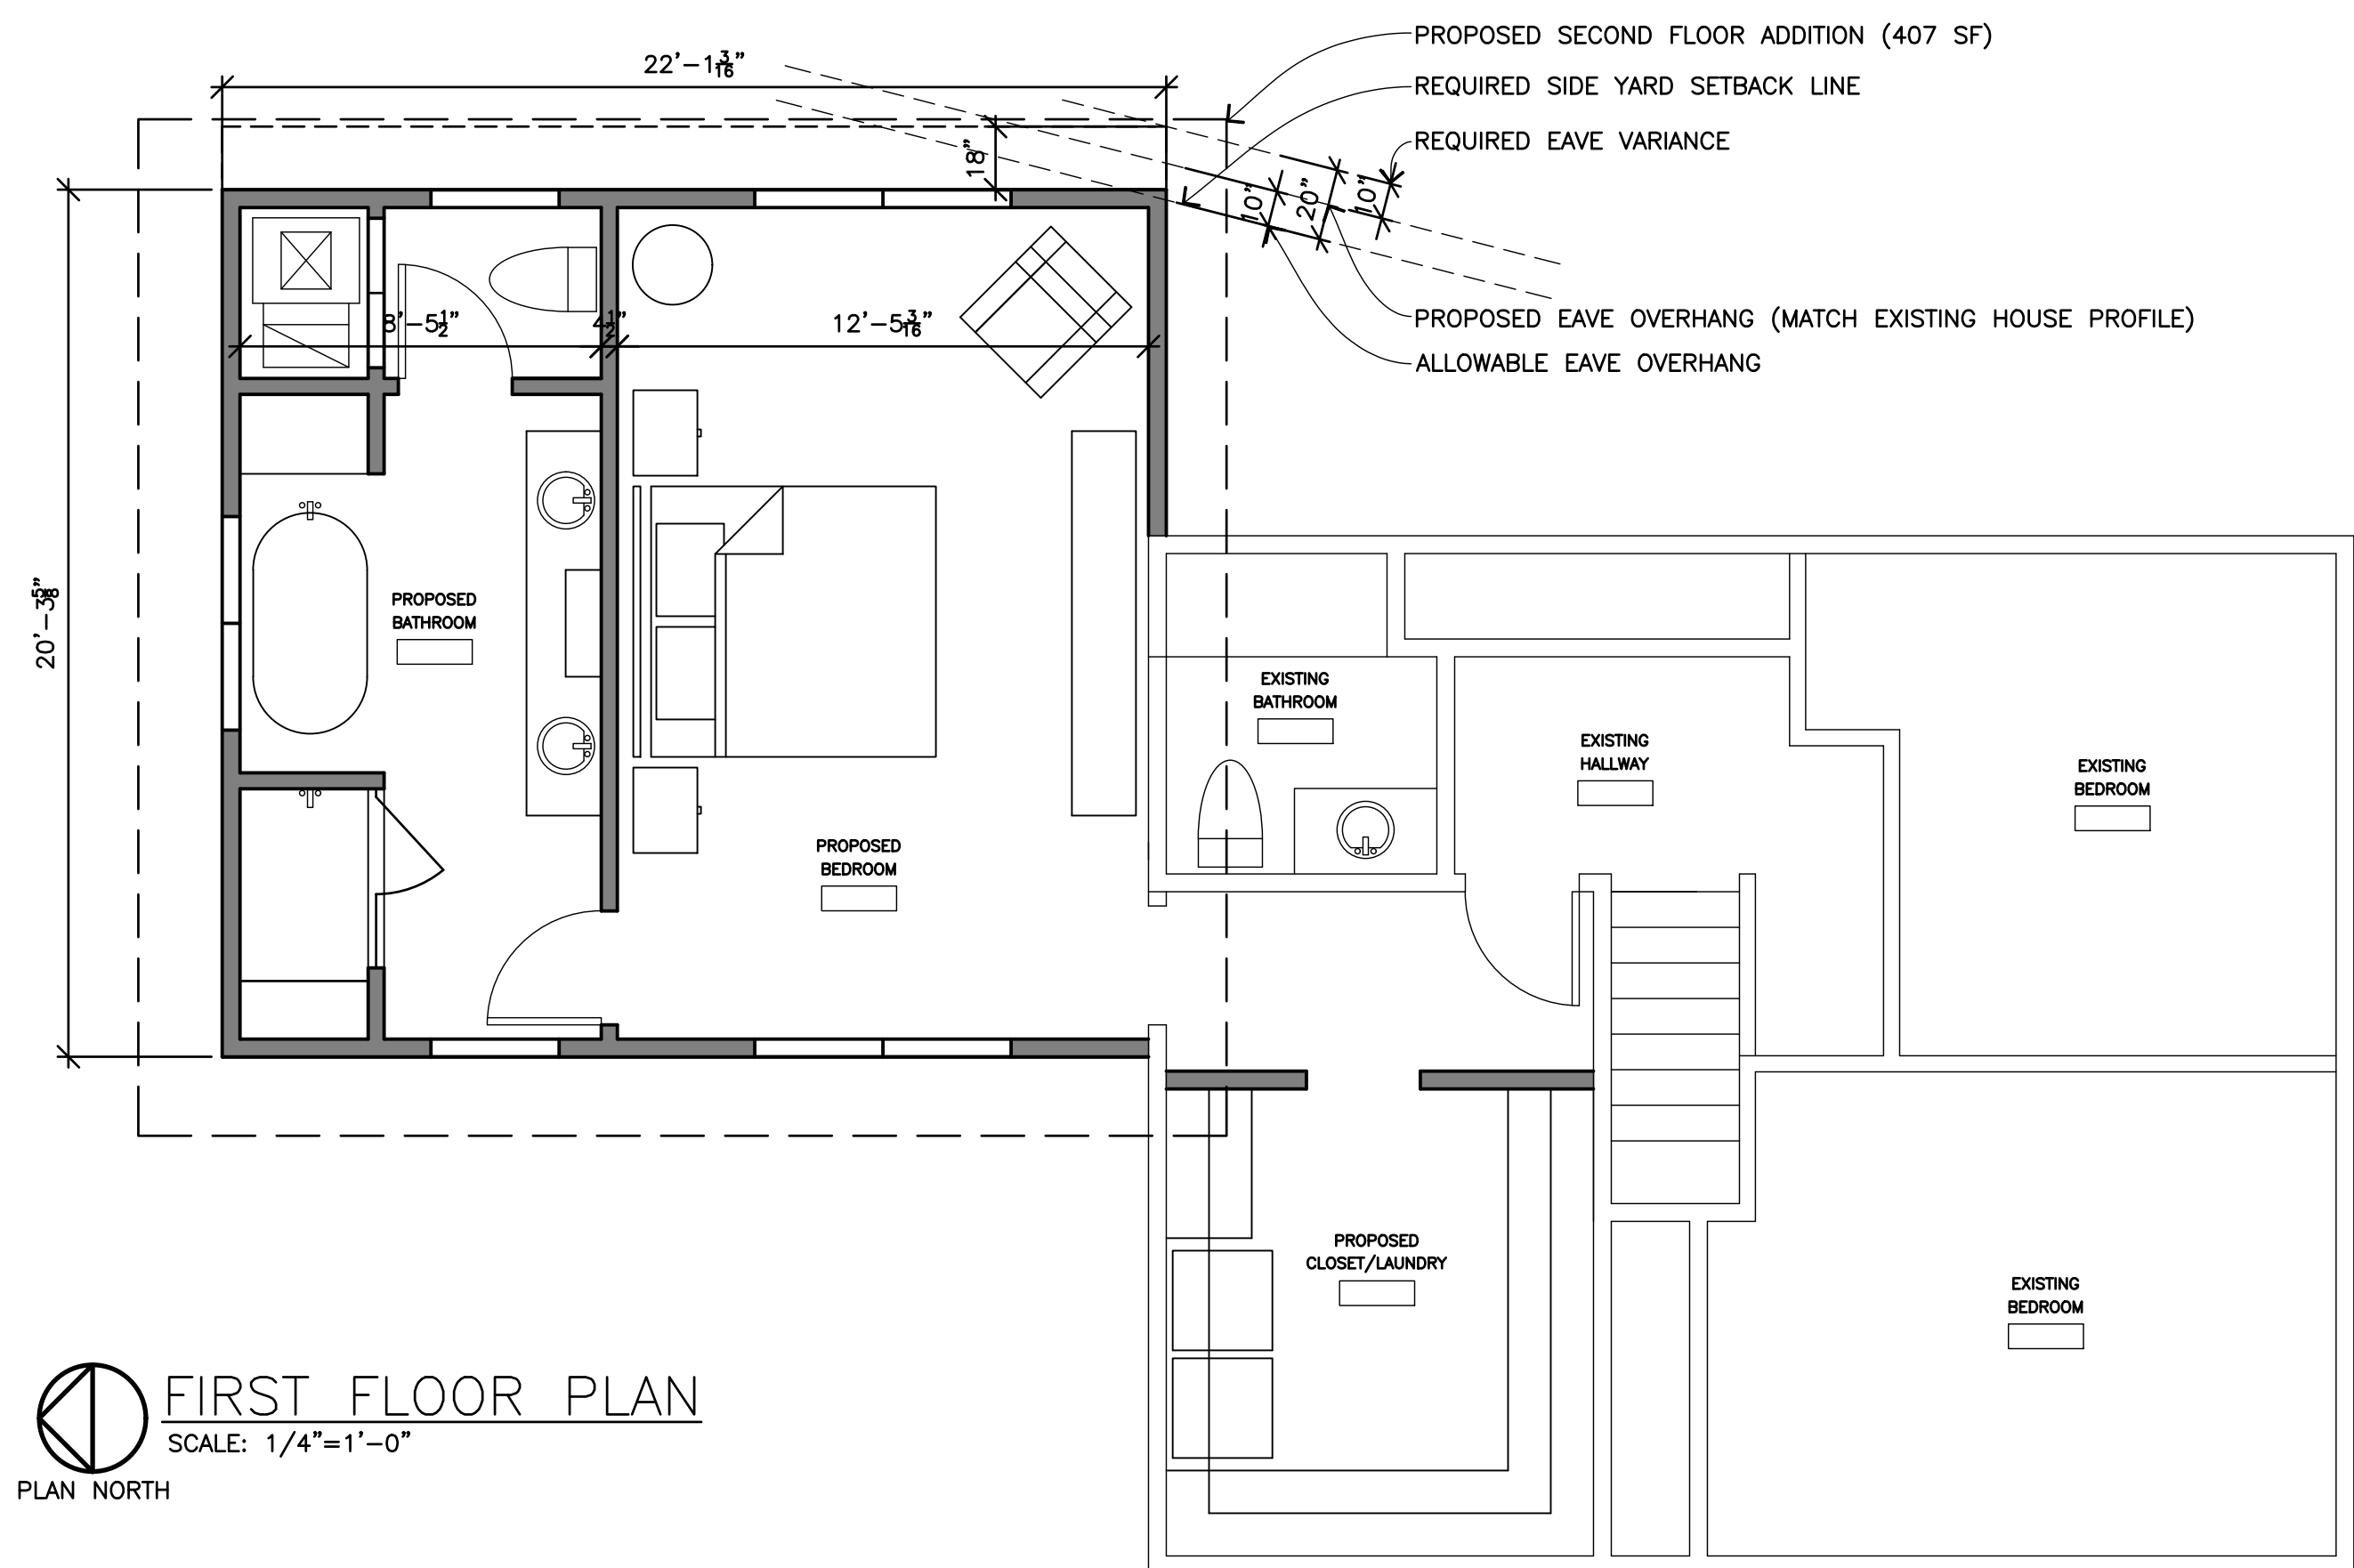 PROPOSED SECOND FLOOR ADDITION (407 SF)
22'-1 3/16"
REQUIRED SIDE YARD SETBACK LINE
REQUIRED EAVE VARIANCE
18"
10"
20"
10"
PROPOSED EAVE OVERHANG (MATCH EXISTING HOUSE PROFILE)
8'-5 1/2"
4 1/2"
12'-5 3/16"
ALLOWABLE EAVE OVERHANG
20'-3 5/8"
PROPOSED
BATHROOM
EXISTING
BATHROOM
EXISTING
HALLWAY
EXISTING
BEDROOM
PROPOSED
BEDROOM
PROPOSED
CLOSET/LAUNDRY
EXISTING
BEDROOM
FIRST FLOOR PLAN
SCALE: 1/4"=1'-0"
PLAN NORTH